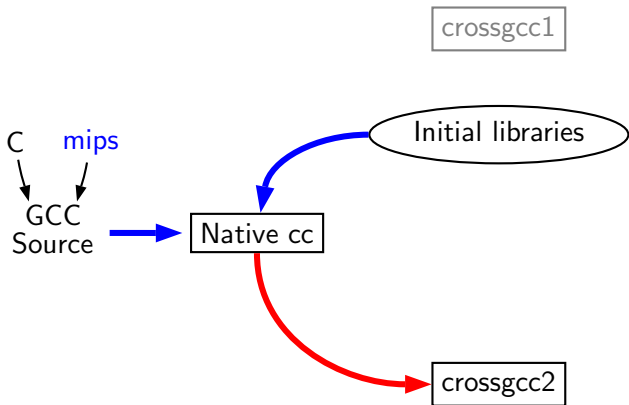 crossgcc1
Initial libraries
C
mips
GCC
Source
Native cc
crossgcc2